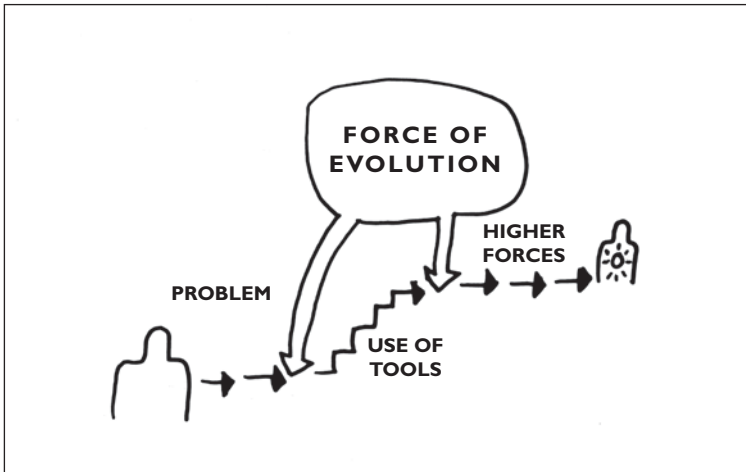 FORCE OF
EVOLUTION
HIGHER
FORCES
PROBLEM
USE OF
TOOLS